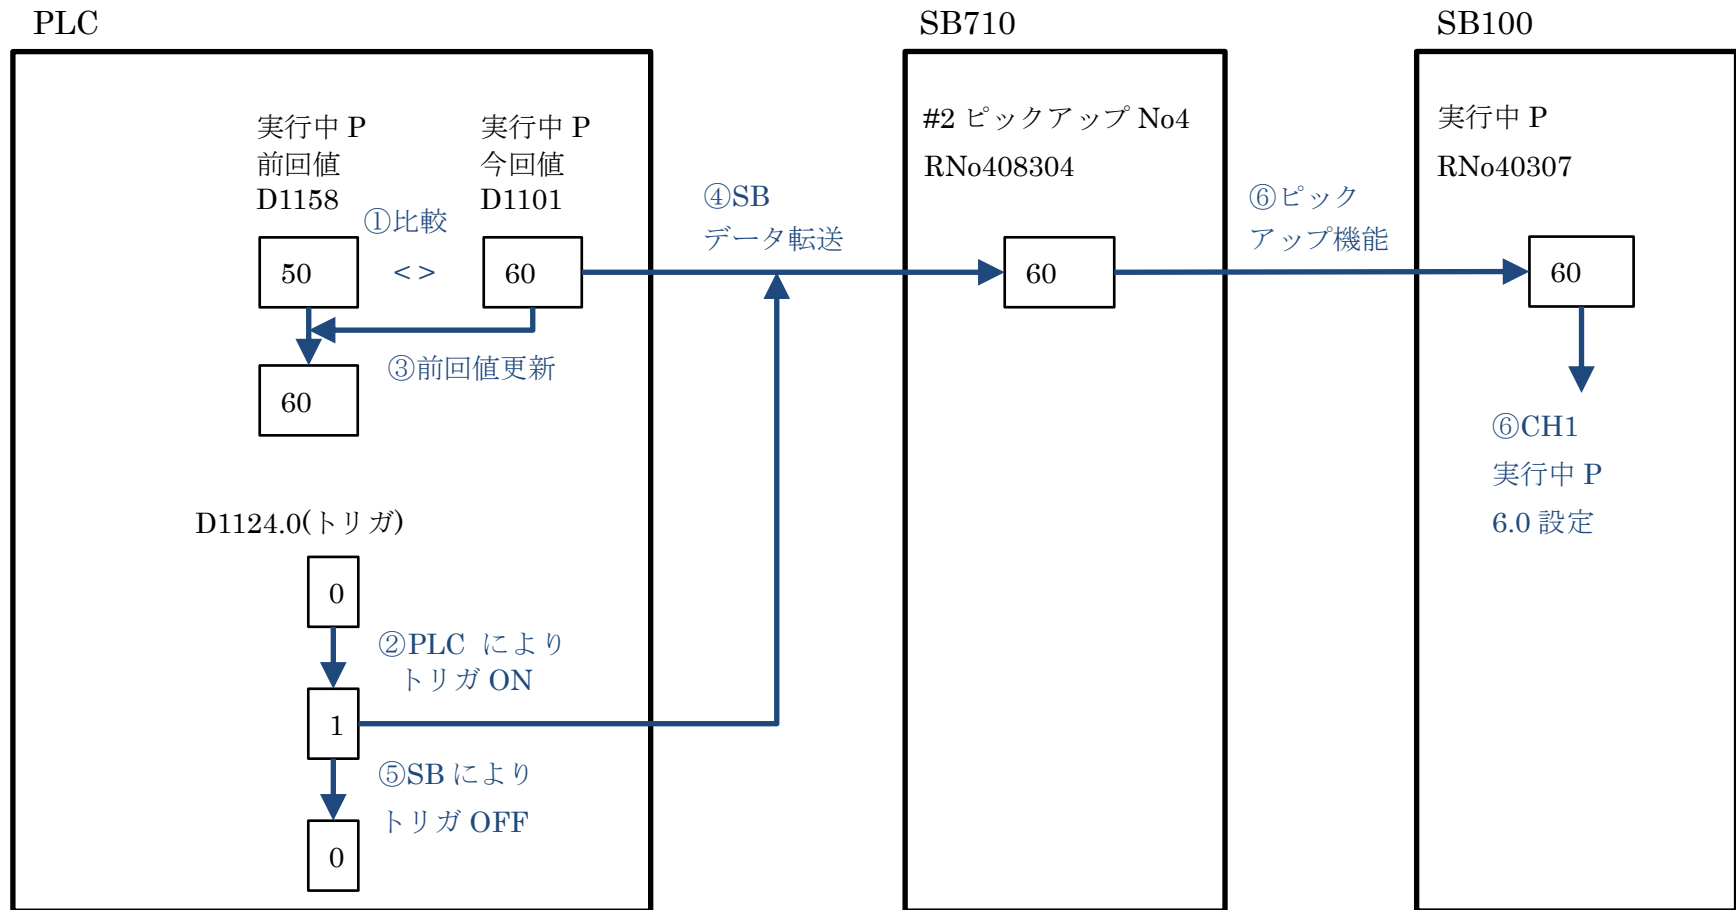 PLC
実行中 P
前回値
D1158
実行中 P
今回値
D1101
①比較
50
< >
60
③前回値更新
60
D1124.0(トリガ)
0
②PLC により
トリガ ON
1
⑤SB により
トリガ OFF
0
④SB
データ転送
SB710
#2 ピックアップ No4
RNo408304
60
⑥ピック
アップ機能
SB100
実行中 P
RNo40307
60
⑥CH1
実行中 P
6.0 設定